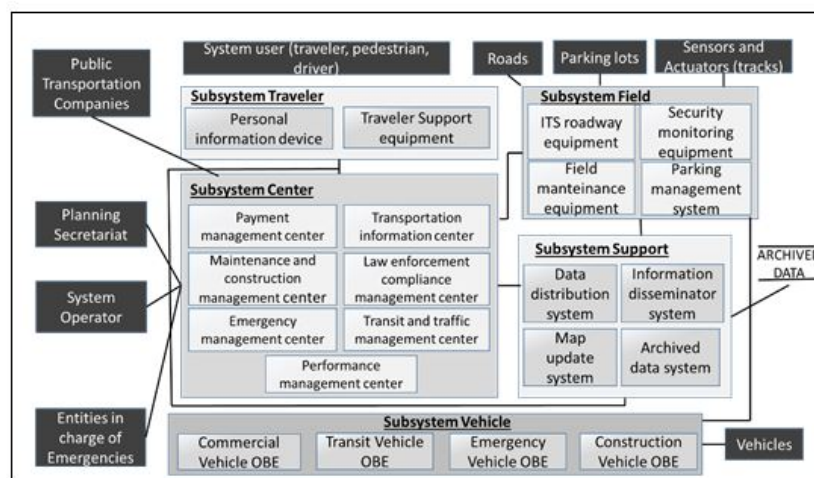 System user (traveler, pedestrian,
driver)
Roads
Parking lots
Sensors and
Actuators (tracks)
Public
Transportation
Companies
Subsystem Traveler
Personal
information device
Traveler Support
equipment
Subsystem Field
ITS roadway
equipment
Security
monitoring
equipment
Field
manteinance
equipment
Parking
management
system
Subsystem Center
Payment
management center
Transportation
information center
Maintenance and
construction
management center
Law enforcement
compliance
management center
Emergency
management center
Transit and traffic
management center
Performance
management center
Planning
Secretariat
System
Operator
Entities in
charge of
Emergencies
Subsystem Support
Data
distribution
system
Information
disseminator
system
Map
update
system
Archived
data system
ARCHIVED
DATA
Subsystem Vehicle
Commercial
Vehicle OBE
Transit Vehicle
OBE
Emergency
Vehicle OBE
Construction
Vehicle OBE
Vehicles